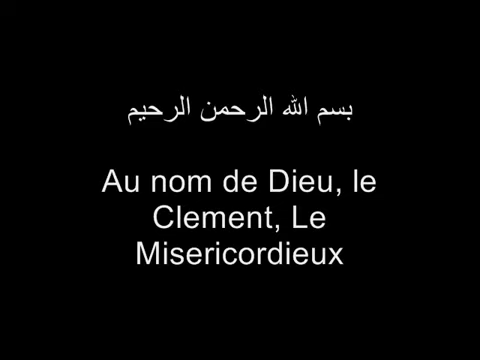 بسم الله الرحمن الرحيم
Au nom de Dieu, le
Clement, Le
Misericordieux